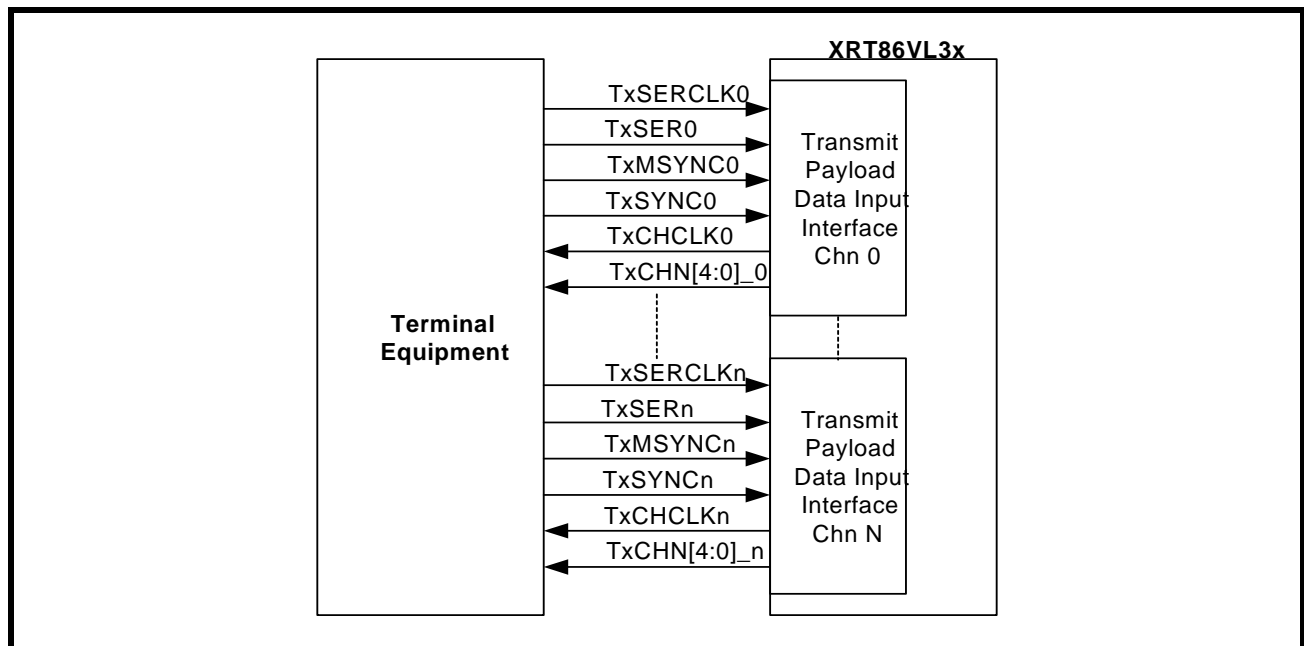 XRT86VL3x
TxSERCLK0
TxSER0
TxMSYNC0
TxSYNC0
TxCHCLK0
TxCHN[4:0]_0
Transmit
Payload
Data Input
Interface
Chn 0
Terminal
Equipment
TxSERCLKn
TxSERn
TxMSYNCn
TxSYNCn
TxCHCLKn
TxCHN[4:0]_n
Transmit
Payload
Data Input
Interface
Chn N